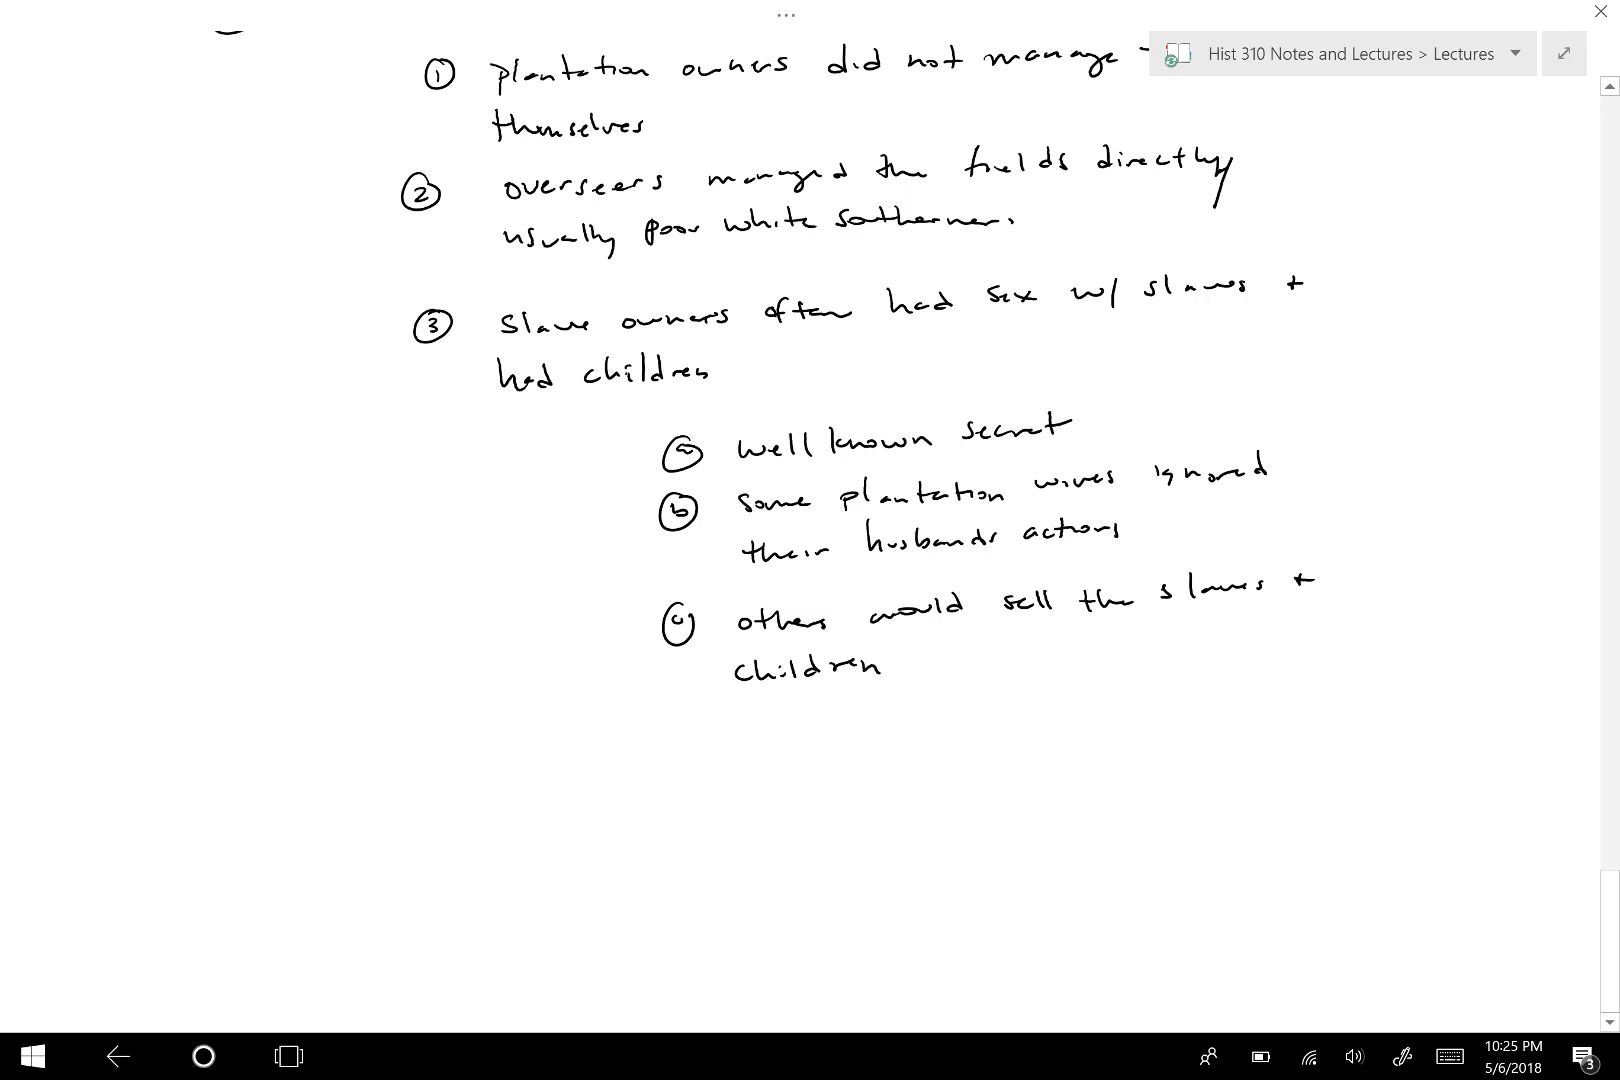 ...
Hist 310 Notes and Lectures > Lectures
① plantation owners did not manage
themselves
② overseers managed the fields directly
usually poor white southerner.
③ Slave owners often had sex w/ slaves +
had children
ⓐ well known secret
ⓑ some plantation wives ignored
their husbands actions
ⓒ others would sell the slaves +
children
10:25 PM
5/6/2018
3